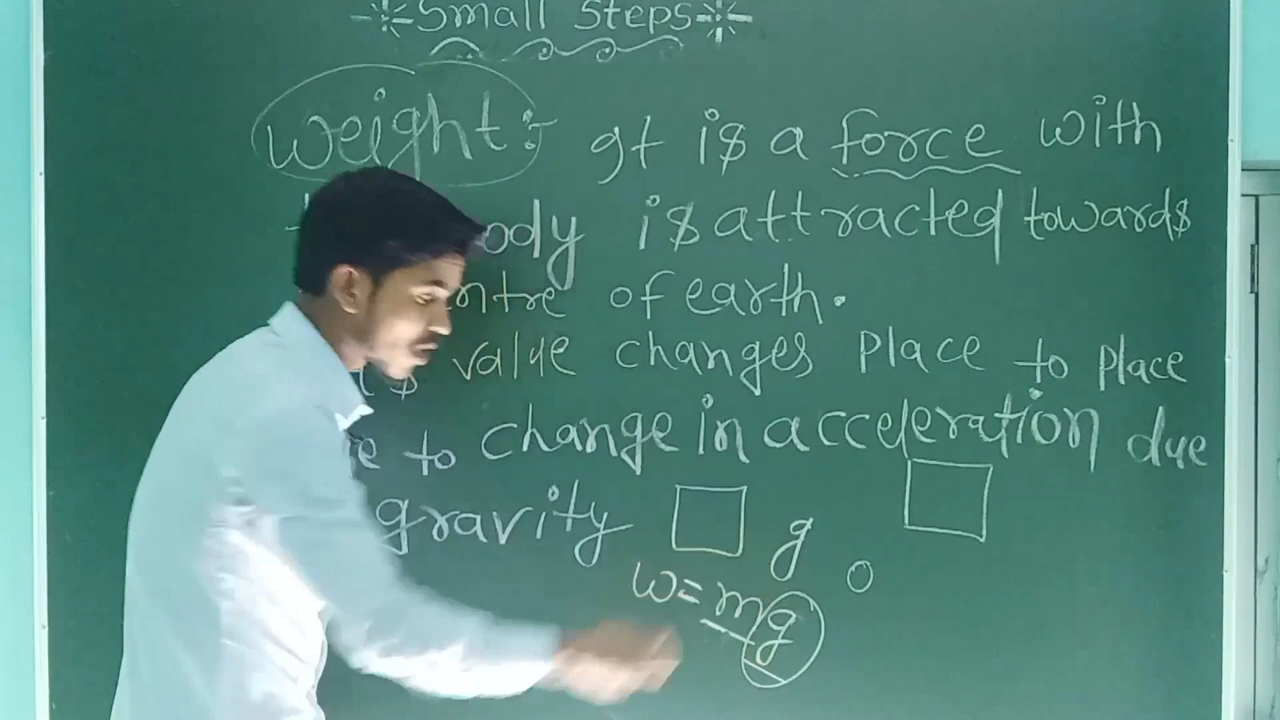 Small Steps
weight:- It is a force with
body is attracted towards
centre of earth.
value changes Place to Place
to change in acceleration due
gravity g
w=mg